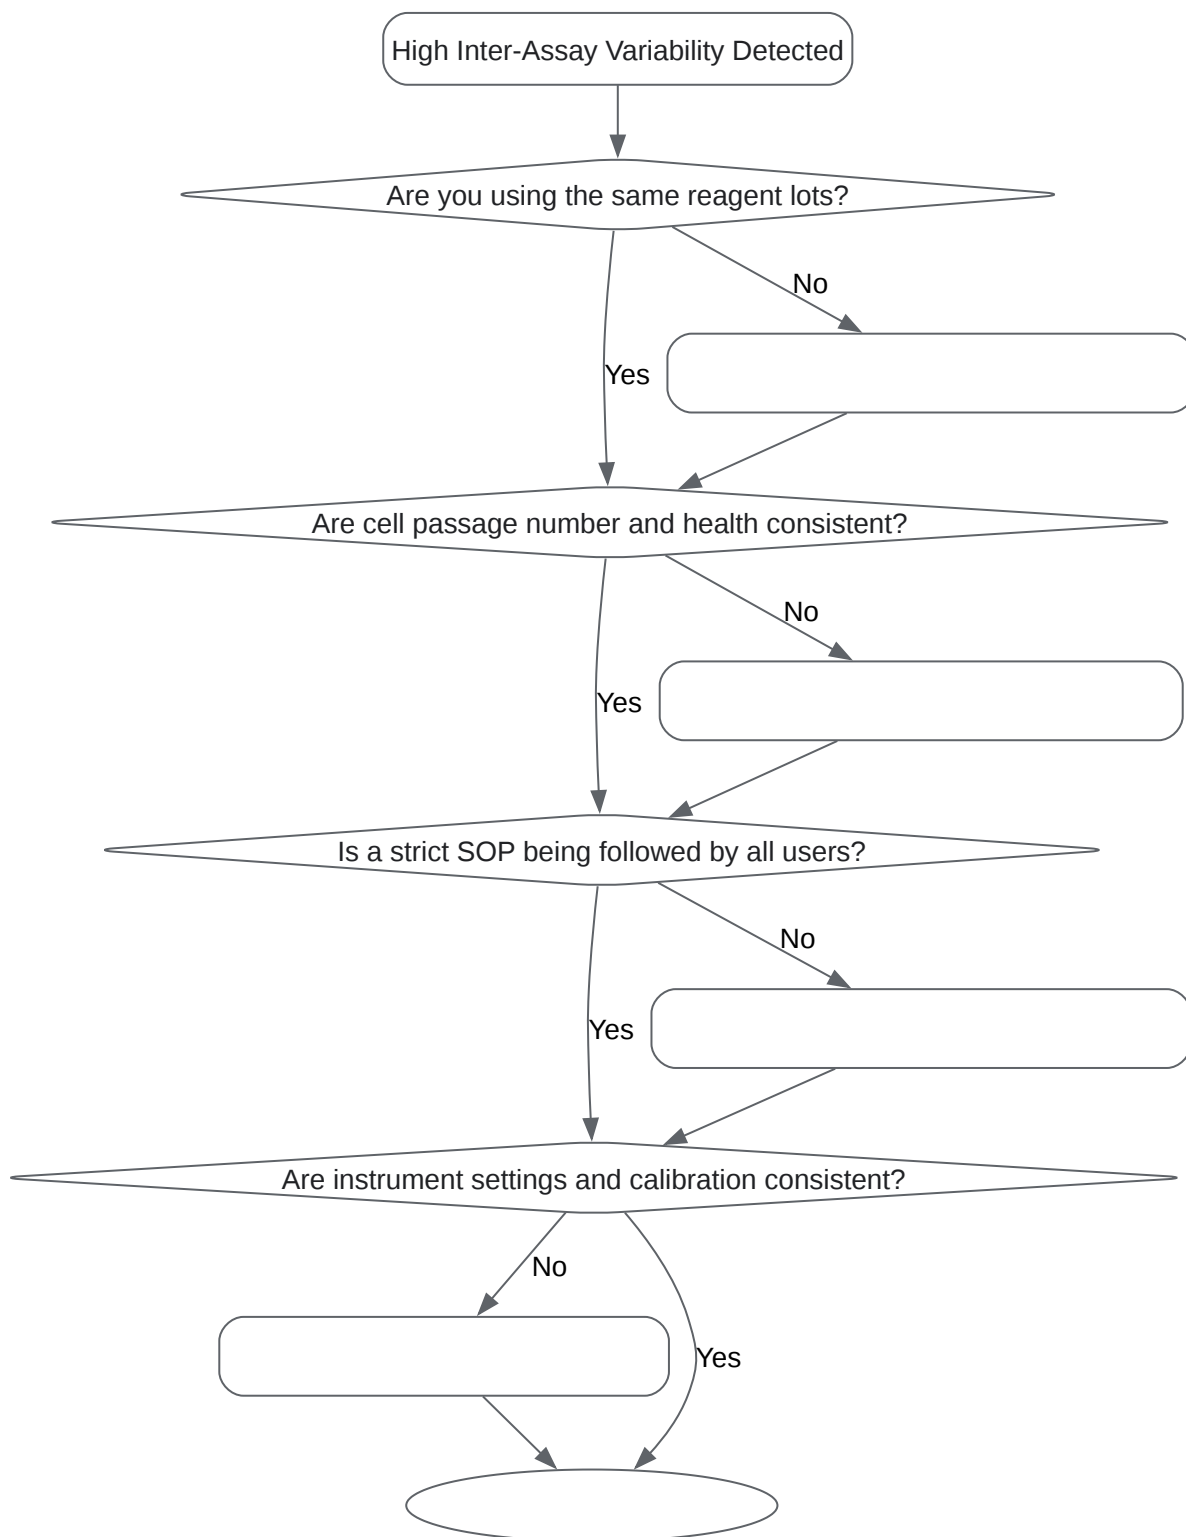 High Inter-Assay Variability Detected
Are you using the same reagent lots?
No
Yes
Are cell passage number and health consistent?
No
Yes
Is a strict SOP being followed by all users?
No
Yes
Are instrument settings and calibration consistent?
No
Yes